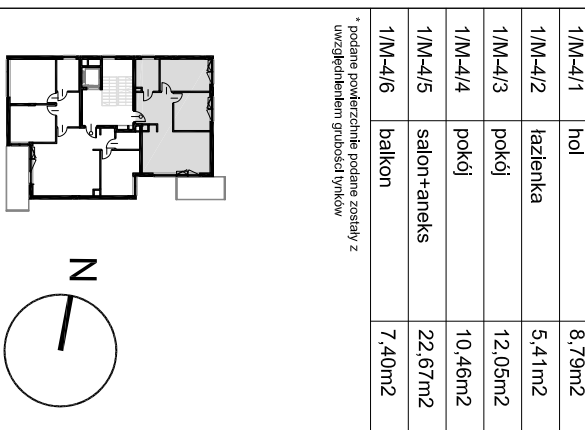 1/M-4/1 hol 8,79m2
1/M-4/2 łazienka 5,41m2
1/M-4/3 pokój 12,05m2
1/M-4/4 pokój 10,46m2
1/M-4/5 salon+aneks 22,67m2
1/M-4/6 balkon 7,40m2
* podane powierzchnie podane zostały z
uwzględnieniem grubości tynków
N